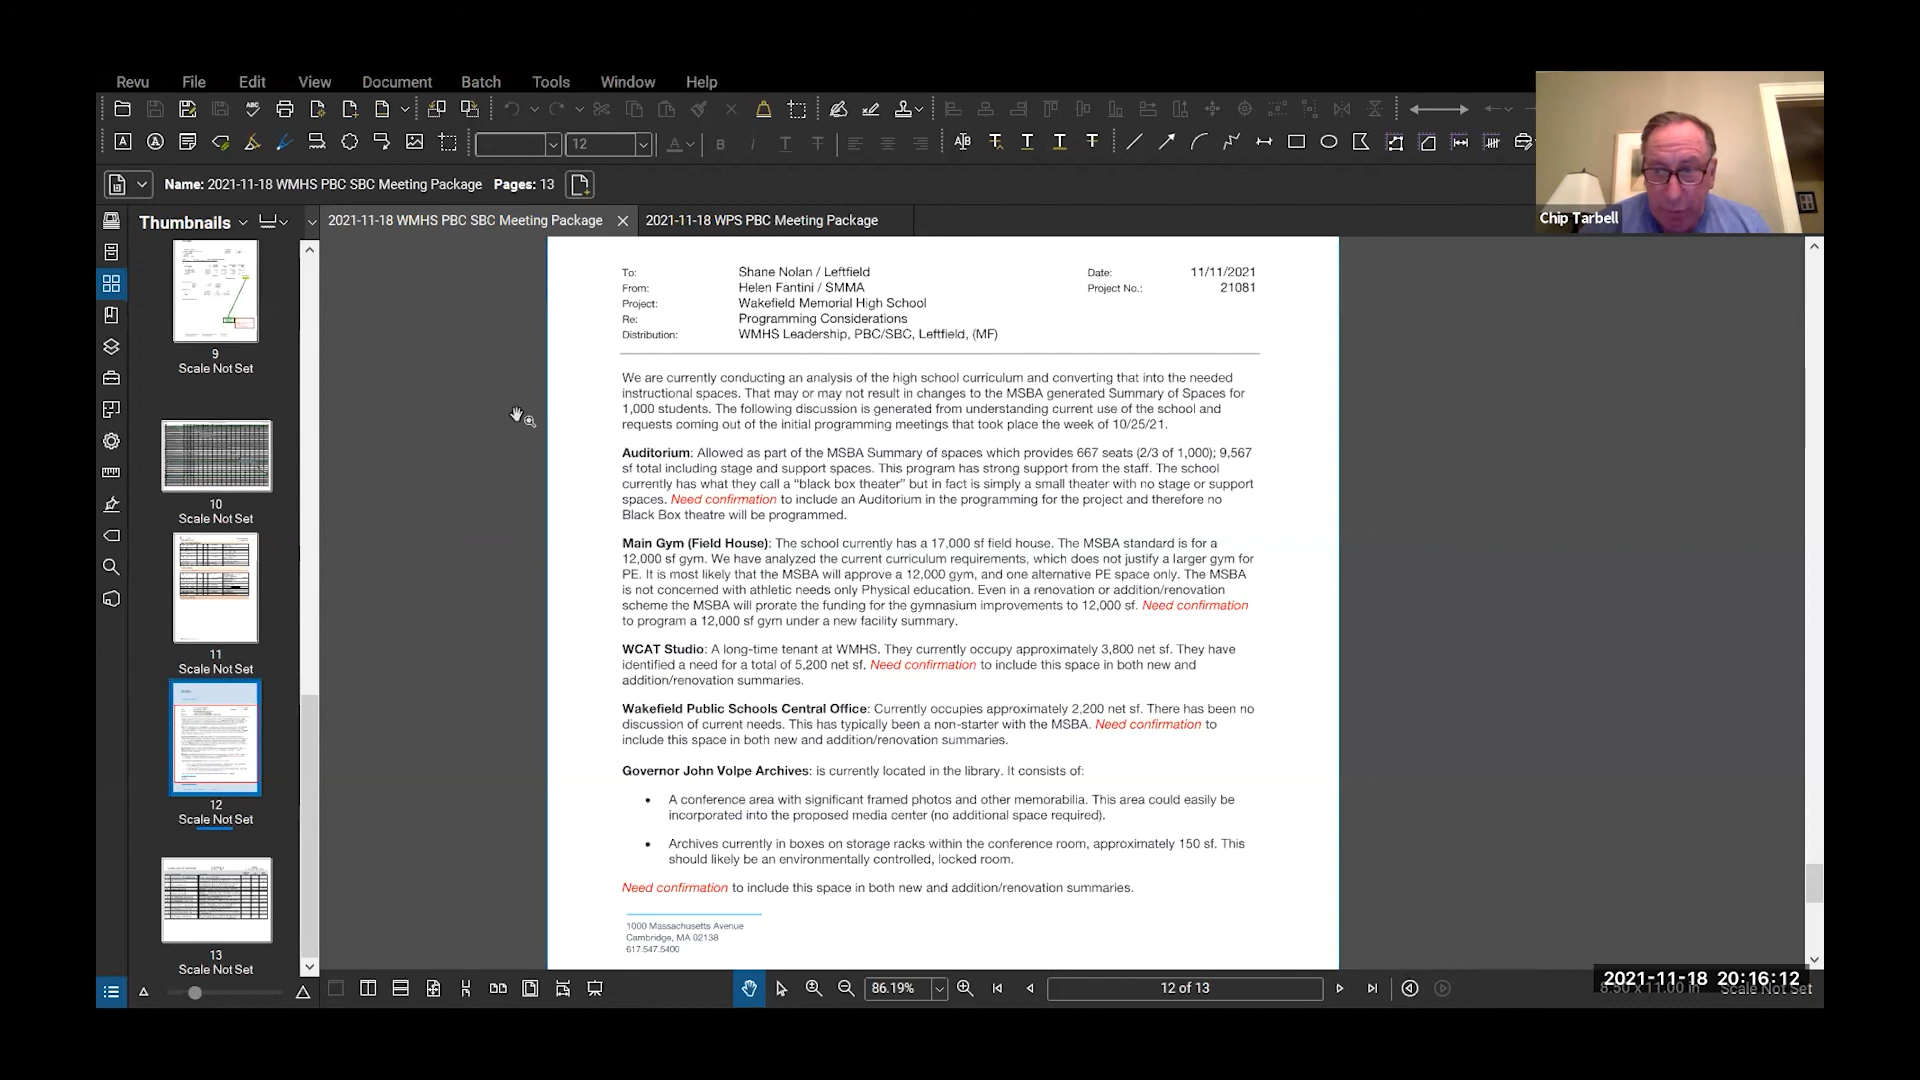 Revu File Edit View Document Batch Tools Window Help
12
Name: 2021-11-18 WMHS PBC SBC Meeting Package Pages: 13
Thumbnails
2021-11-18 WMHS PBC SBC Meeting Package
2021-11-18 WPS PBC Meeting Package
Chip Tarbell
9
Scale Not Set
10
Scale Not Set
11
Scale Not Set
12
Scale Not Set
13
Scale Not Set
To: Shane Nolan / Leftfield Date: 11/11/2021
From: Helen Fantini / SMMA Project No.: 21081
Project: Wakefield Memorial High School
Re: Programming Considerations
Distribution: WMHS Leadership, PBC/SBC, Leftfield, (MF)
We are currently conducting an analysis of the high school curriculum and converting that into the needed
instructional spaces. That may or may not result in changes to the MSBA generated Summary of Spaces for
1,000 students. The following discussion is generated from understanding current use of the school and
requests coming out of the initial programming meetings that took place the week of 10/25/21.
Auditorium: Allowed as part of the MSBA Summary of spaces which provides 667 seats (2/3 of 1,000); 9,567
sf total including stage and support spaces. This program has strong support from the staff. The school
currently has what they call a “black box theater” but in fact is simply a small theater with no stage or support
spaces. Need confirmation to include an Auditorium in the programming for the project and therefore no
Black Box theatre will be programmed.
Main Gym (Field House): The school currently has a 17,000 sf field house. The MSBA standard is for a
12,000 sf gym. We have analyzed the current curriculum requirements, which does not justify a larger gym for
PE. It is most likely that the MSBA will approve a 12,000 gym, and one alternative PE space only. The MSBA
is not concerned with athletic needs only Physical education. Even in a renovation or addition/renovation
scheme the MSBA will prorate the funding for the gymnasium improvements to 12,000 sf. Need confirmation
to program a 12,000 sf gym under a new facility summary.
WCAT Studio: A long-time tenant at WMHS. They currently occupy approximately 3,800 net sf. They have
identified a need for a total of 5,200 net sf. Need confirmation to include this space in both new and
addition/renovation summaries.
Wakefield Public Schools Central Office: Currently occupies approximately 2,200 net sf. There has been no
discussion of current needs. This has typically been a non-starter with the MSBA. Need confirmation to
include this space in both new and addition/renovation summaries.
Governor John Volpe Archives: is currently located in the library. It consists of:
• A conference area with significant framed photos and other memorabilia. This area could easily be
incorporated into the proposed media center (no additional space required).
• Archives currently in boxes on storage racks within the conference room, approximately 150 sf. This
should likely be an environmentally controlled, locked room.
Need confirmation to include this space in both new and addition/renovation summaries.
1000 Massachusetts Avenue
Cambridge, MA 02138
617.547.5400
86.19%
12 of 13
2021-11-18 20:16:12
8.50 x 11.00 in Scale Not Set